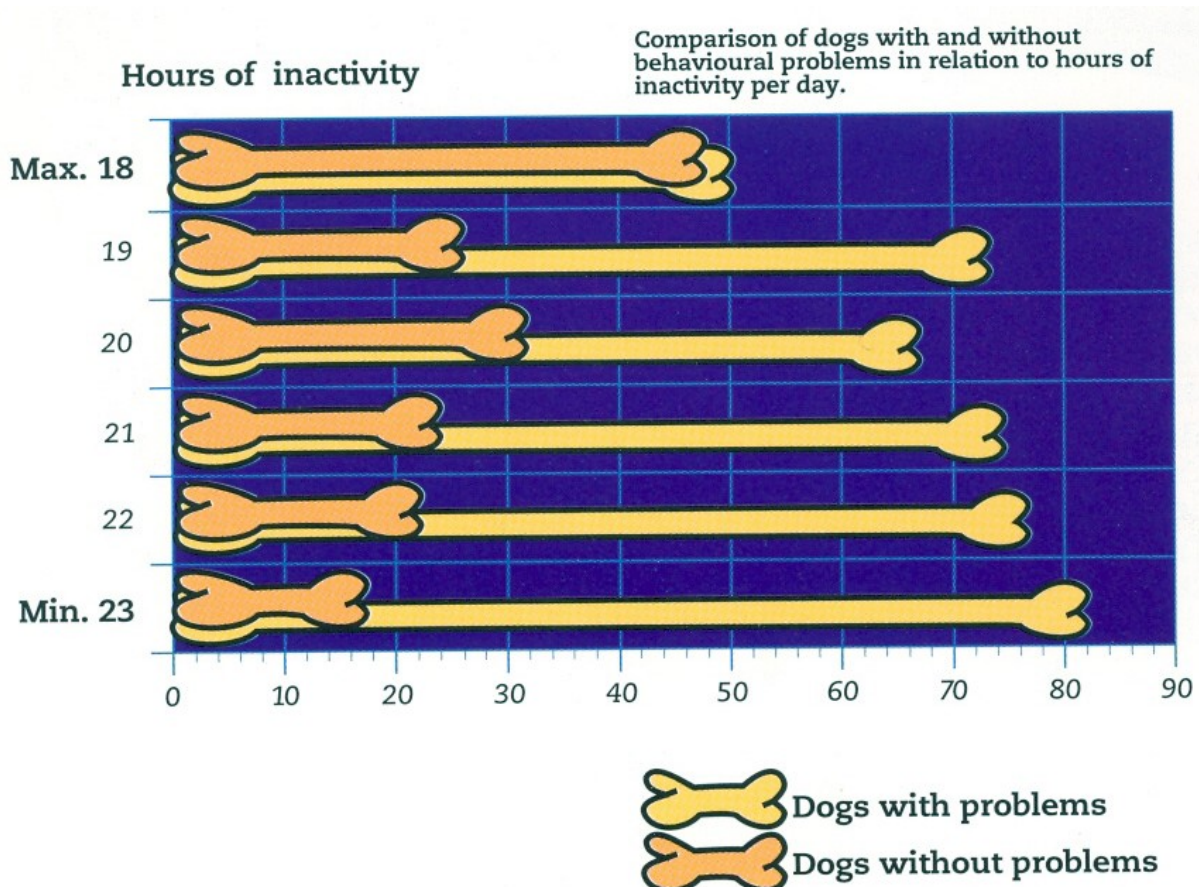 Comparison of dogs with and without
behavioural problems in relation to hours of
inactivity per day.
Hours of inactivity
Max. 18
19
20
21
22
Min. 23
0 10 20 30 40 50 60 70 80 90
Dogs with problems
Dogs without problems